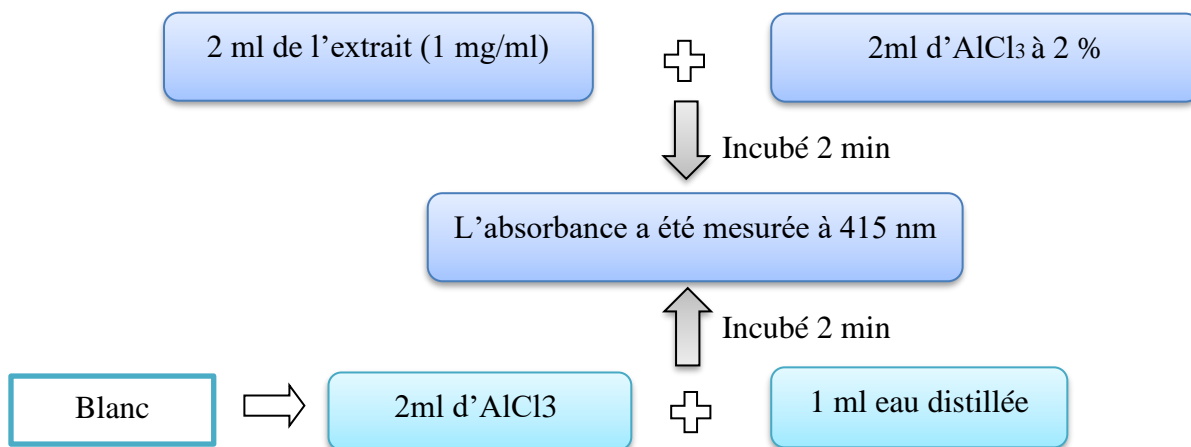 2 ml de l’extrait (1 mg/ml)
2ml d’AlCl₃ à 2 %
Incubé 2 min
L’absorbance a été mesurée à 415 nm
Incubé 2 min
Blanc
2ml d’AlCl3
1 ml eau distillée